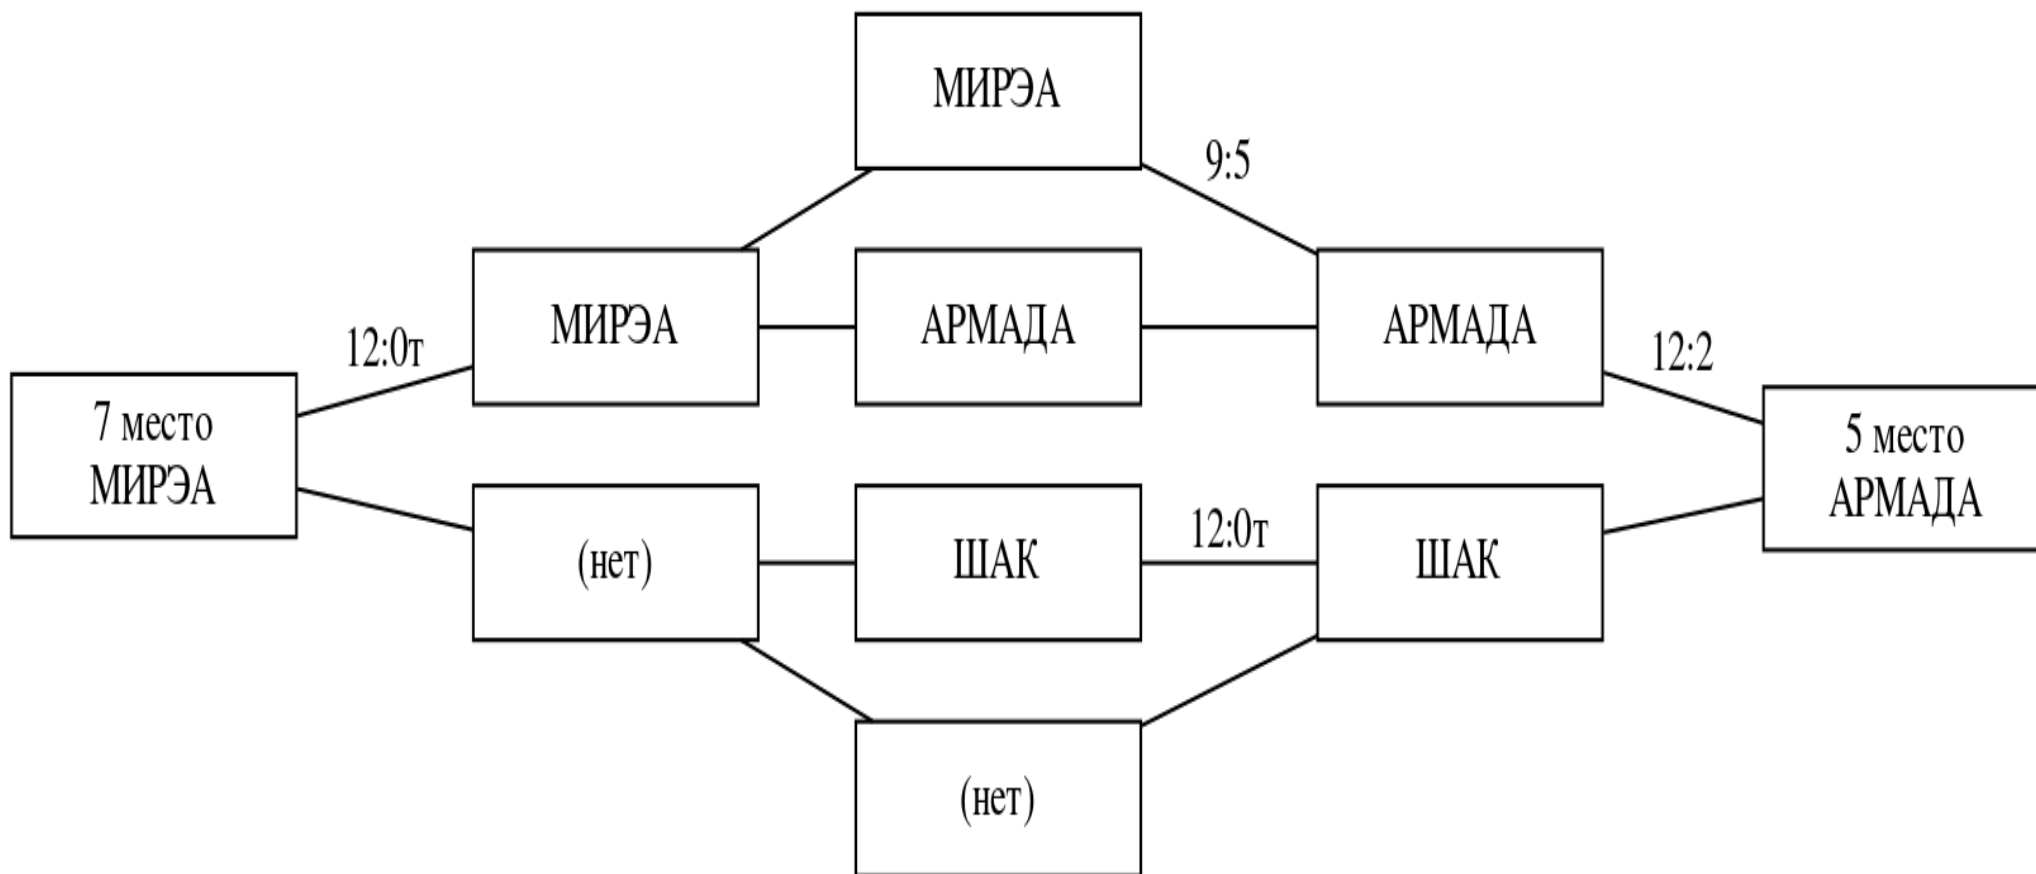 МИРЭА
9:5
МИРЭА
АРМАДА
АРМАДА
12:0т
12:2
7 место
МИРЭА
5 место
АРМАДА
(нет)
ШАК
12:0т
ШАК
(нет)